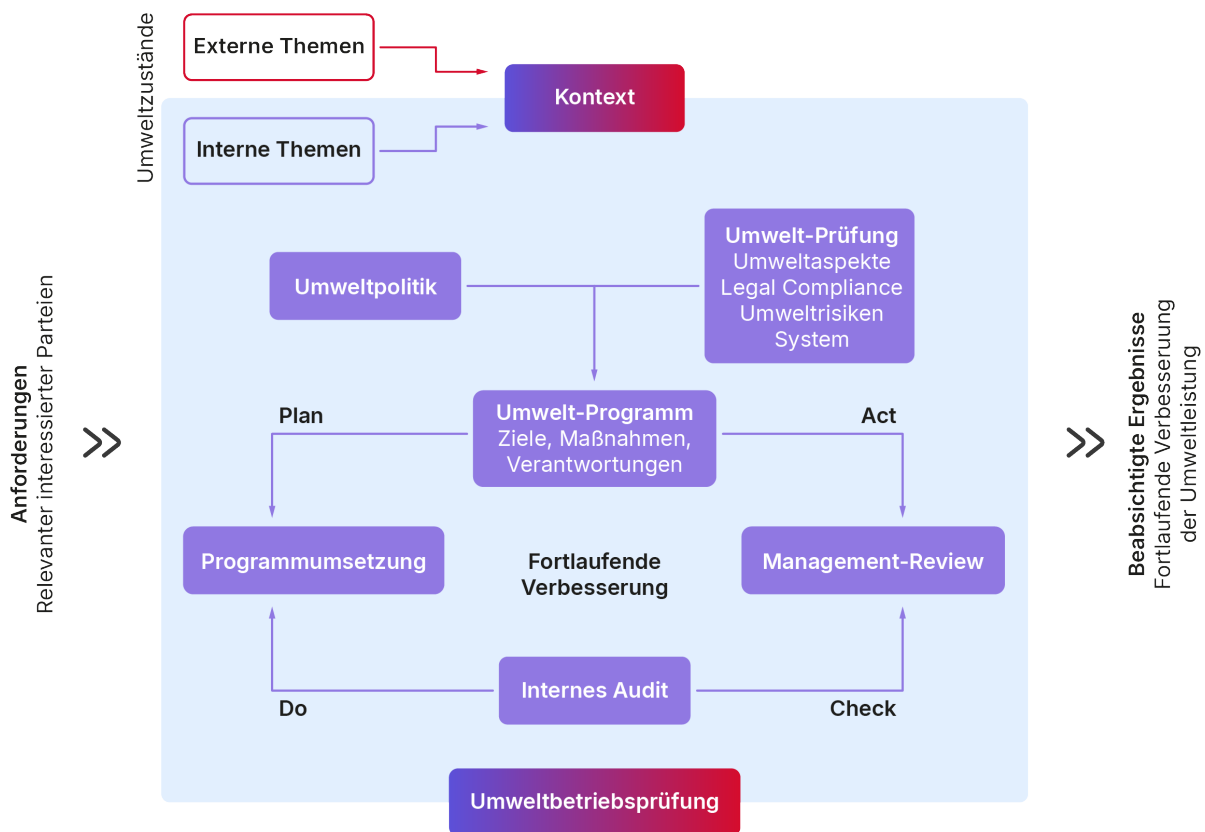 Umweltzustände
Externe Themen
Kontext
Interne Themen
Umweltpolitik
Umwelt-Prüfung
Umweltaspekte
Legal Compliance
Umweltrisiken
System
Anforderungen
Relevanter interessierter Parteien
Plan
Umwelt-Programm
Ziele, Maßnahmen,
Verantwortungen
Act
Programmumsetzung
Fortlaufende
Verbesserung
Management-Review
Do
Internes Audit
Check
Umweltbetriebsprüfung
Beabsichtigte Ergebnisse
Fortlaufende Verbesseruung
der Umweltleistung